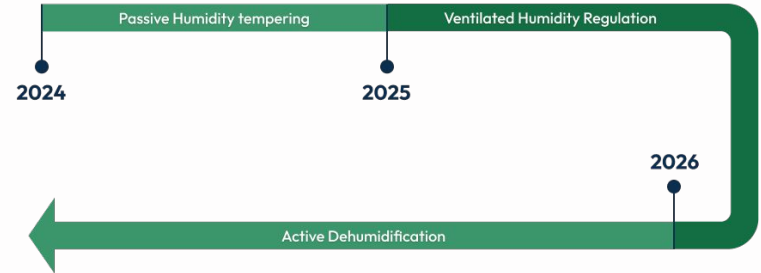 Passive Humidity tempering
Ventilated Humidity Regulation
2024
2025
2026
Active Dehumidification